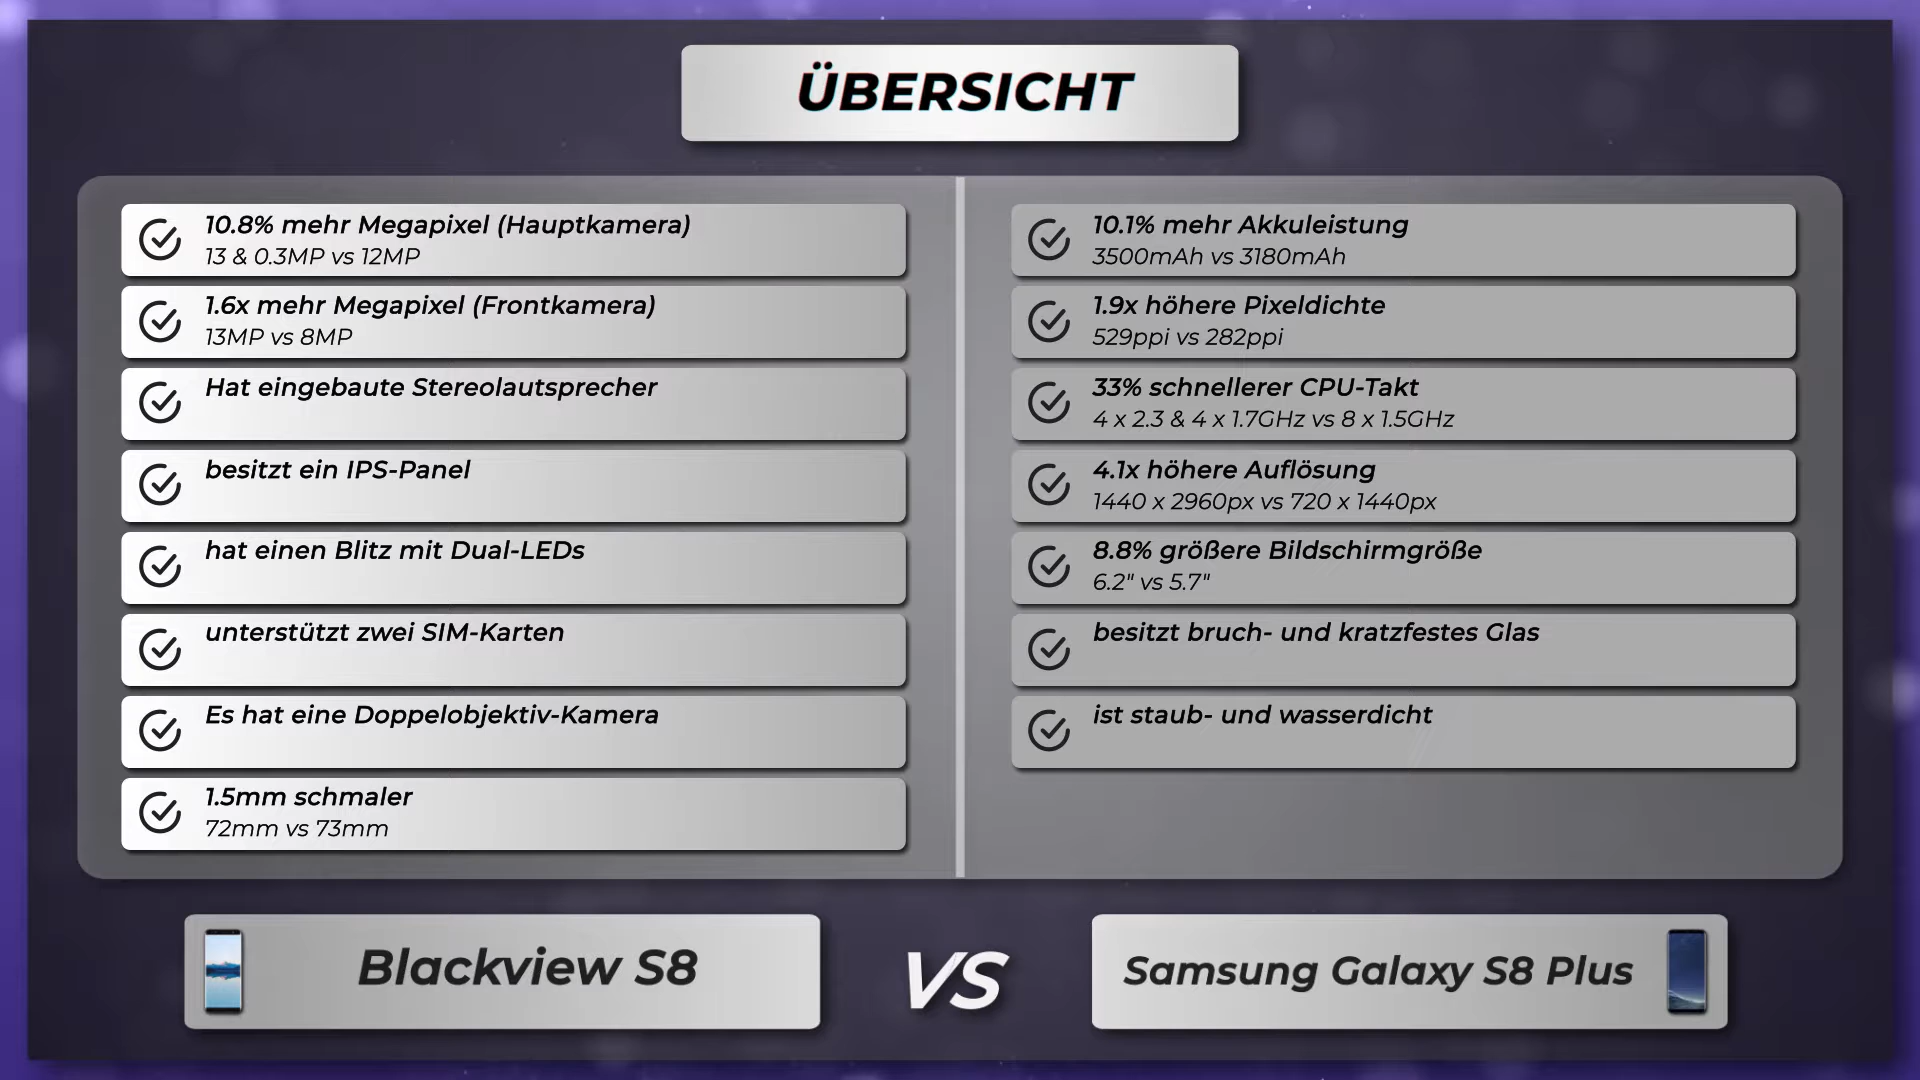 ÜBERSICHT
10.8% mehr Megapixel (Hauptkamera)
13 & 0.3MP vs 12MP
1.6x mehr Megapixel (Frontkamera)
13MP vs 8MP
Hat eingebaute Stereolautsprecher
besitzt ein IPS-Panel
hat einen Blitz mit Dual-LEDs
unterstützt zwei SIM-Karten
Es hat eine Doppelobjektiv-Kamera
1.5mm schmaler
72mm vs 73mm
10.1% mehr Akkuleistung
3500mAh vs 3180mAh
1.9x höhere Pixeldichte
529ppi vs 282ppi
33% schnellerer CPU-Takt
4 x 2.3 & 4 x 1.7GHz vs 8 x 1.5GHz
4.1x höhere Auflösung
1440 x 2960px vs 720 x 1440px
8.8% größere Bildschirmgröße
6.2" vs 5.7"
besitzt bruch- und kratzfestes Glas
ist staub- und wasserdicht
Blackview S8
VS
Samsung Galaxy S8 Plus